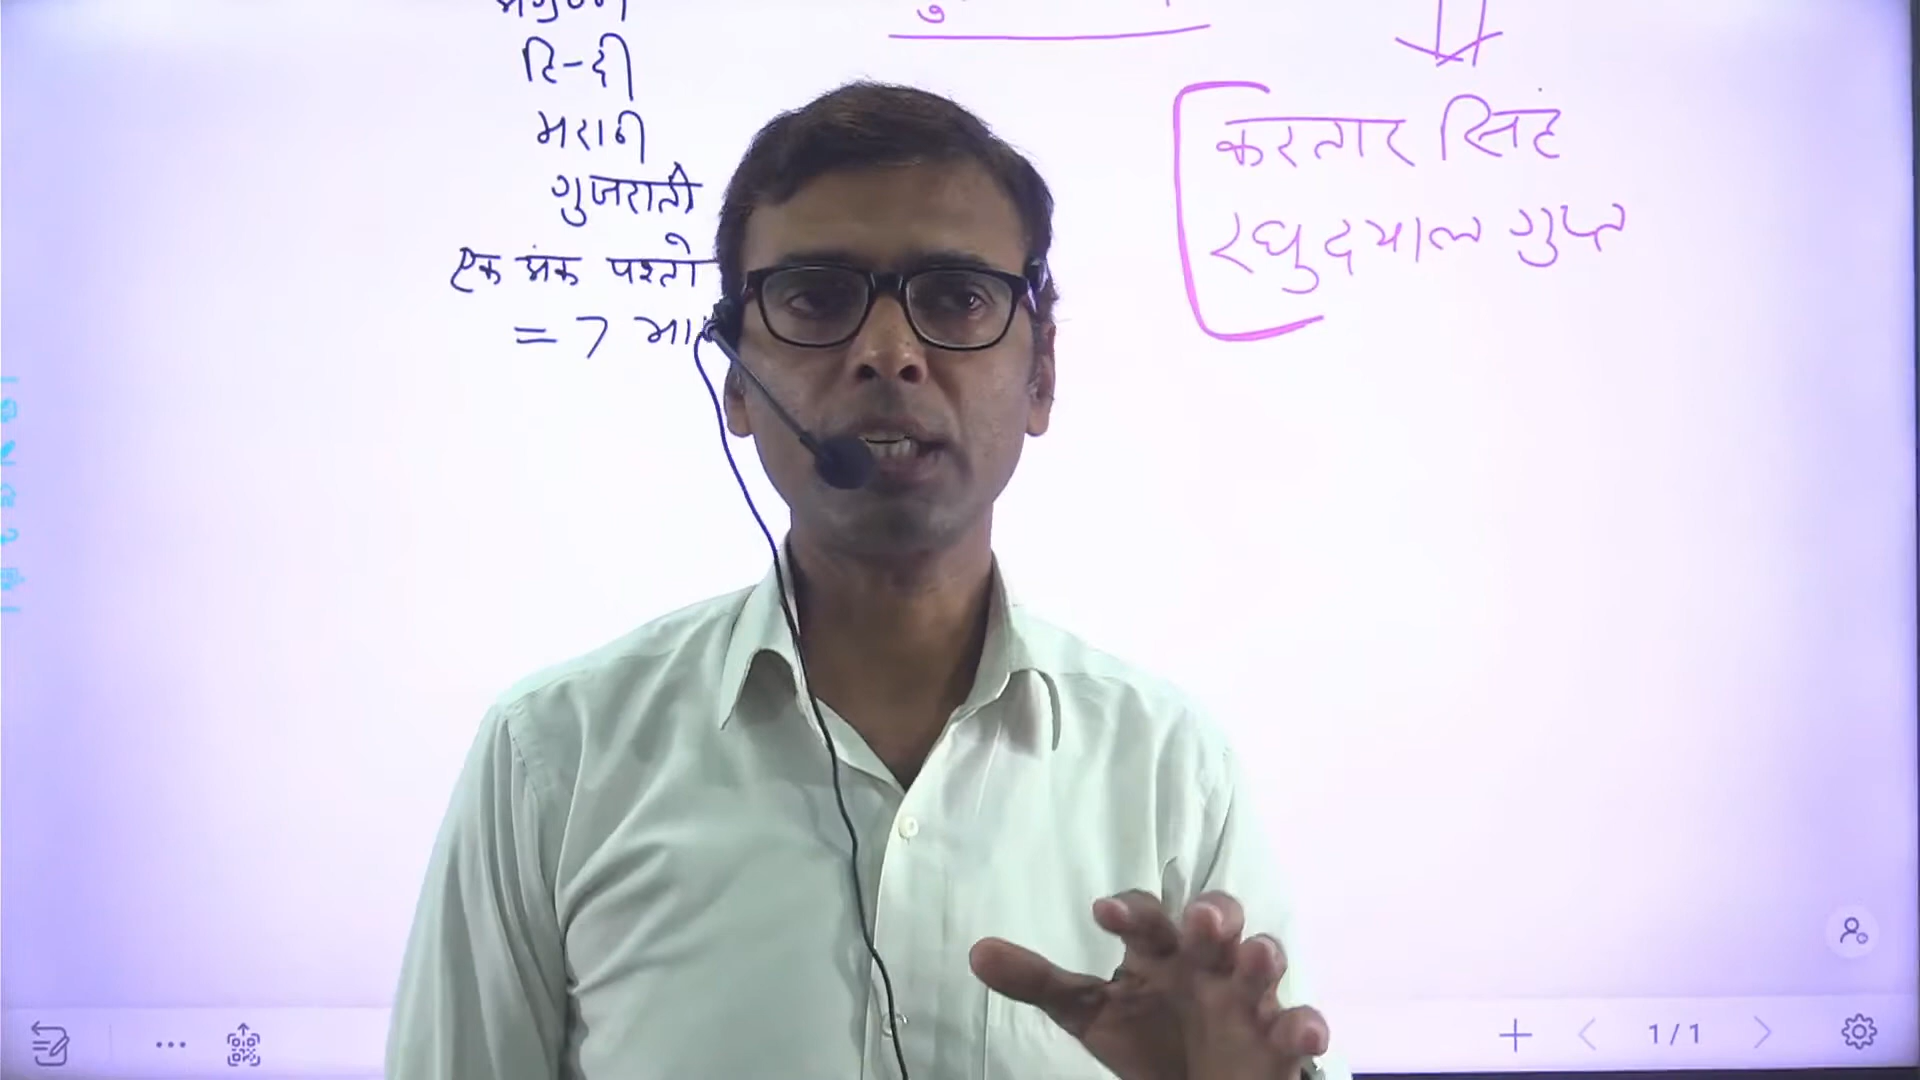 हिन्दी
मराठी
गुजराती
एक अंक पश्तो
= 7 भा
करतार सिंह
रघुदयाल गुप्त
1/1